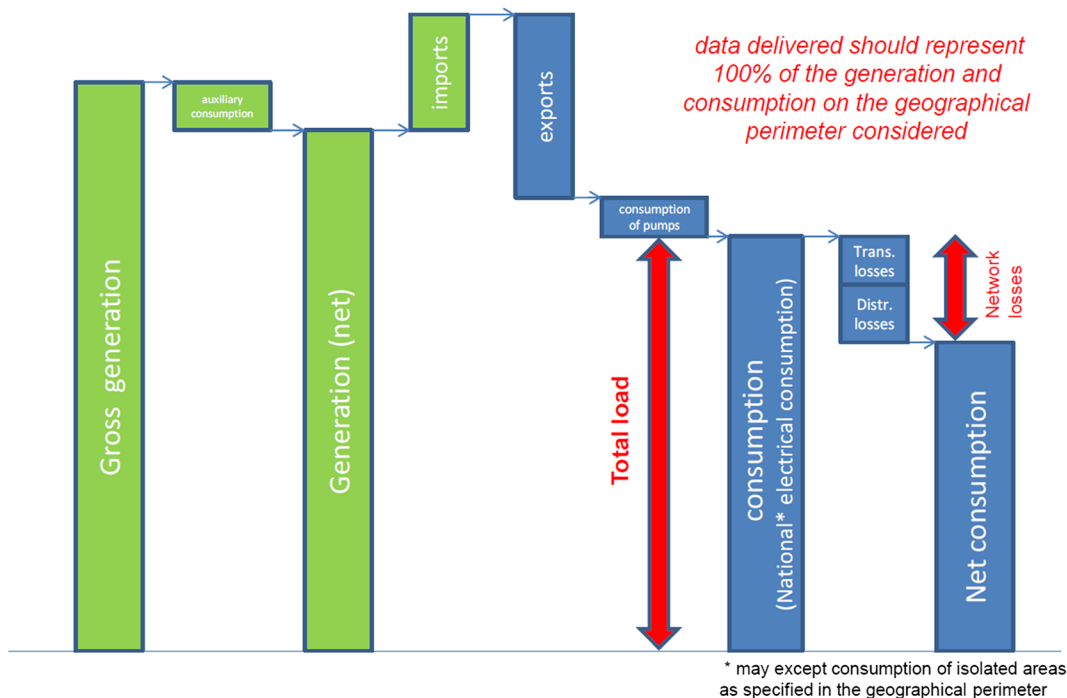 data delivered should represent
100% of the generation and
consumption on the geographical
perimeter considered
Gross generation
auxiliary
consumption
Generation (net)
imports
exports
consumption
of pumps
Total load
consumption
(National* electrical consumption)
Trans.
losses
Distr.
losses
Network
losses
Net consumption
* may except consumption of isolated areas
as specified in the geographical perimeter